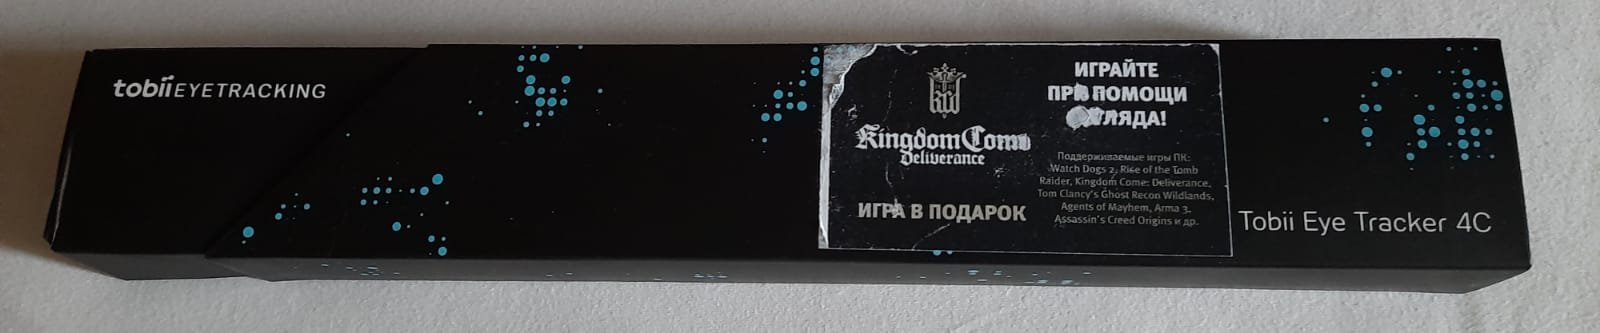 tobii EYETRACKING
Kingdom Come
Deliverance
ИГРА В ПОДАРОК
ИГРАЙТЕ
ПРИ ПОМОЩИ
ВЗГЛЯДА!
Поддерживаемые игры ПК:
Watch Dogs 2, Rise of the Tomb
Raider, Kingdom Come: Deliverance,
Tom Clancy's Ghost Recon Wildlands,
Agents of Mayhem, Arma 3,
Assassin's Creed Origins и др.
Tobii Eye Tracker 4C